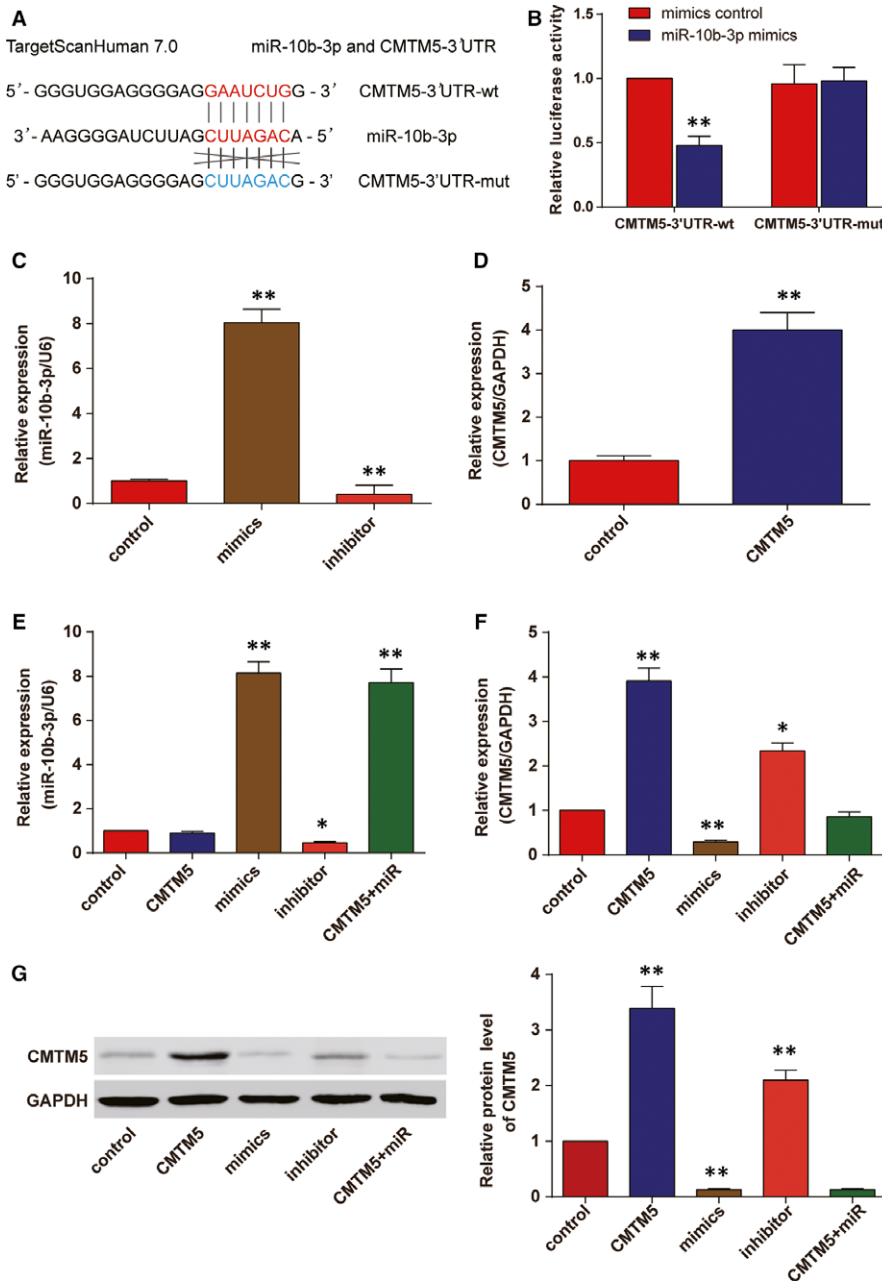 A
TargetScanHuman 7.0 miR-10b-3p and CMTM5-3'UTR
5'- GGGUGGAGGGGAGGAAUCUGG - 3' CMTM5-3'UTR-wt
3'- AAGGGGAUCUUAGCUUAGACA - 5' miR-10b-3p
5'- GGGUGGAGGGGAGCUUAGACG - 3' CMTM5-3'UTR-mut
B
mimics control
miR-10b-3p mimics
Relative luciferase activity
1.5
1.0
0.5
0.0
**
CMTM5-3'UTR-wt CMTM5-3'UTR-mut
C
Relative expression
(miR-10b-3p/U6)
10
8
6
4
2
0
**
**
control mimics inhibitor
D
Relative expression
(CMTM5/GAPDH)
5
4
3
2
1
0
**
control CMTM5
E
Relative expression
(miR-10b-3p/U6)
10
8
6
4
2
0
**
*
**
control CMTM5 mimics inhibitor CMTM5+miR
F
Relative expression
(CMTM5/GAPDH)
5
4
3
2
1
0
**
**
*
control CMTM5 mimics inhibitor CMTM5+miR
G
CMTM5
GAPDH
control CMTM5 mimics inhibitor CMTM5+miR
Relative protein level
of CMTM5
4
3
2
1
0
**
**
**
control CMTM5 mimics inhibitor CMTM5+miR